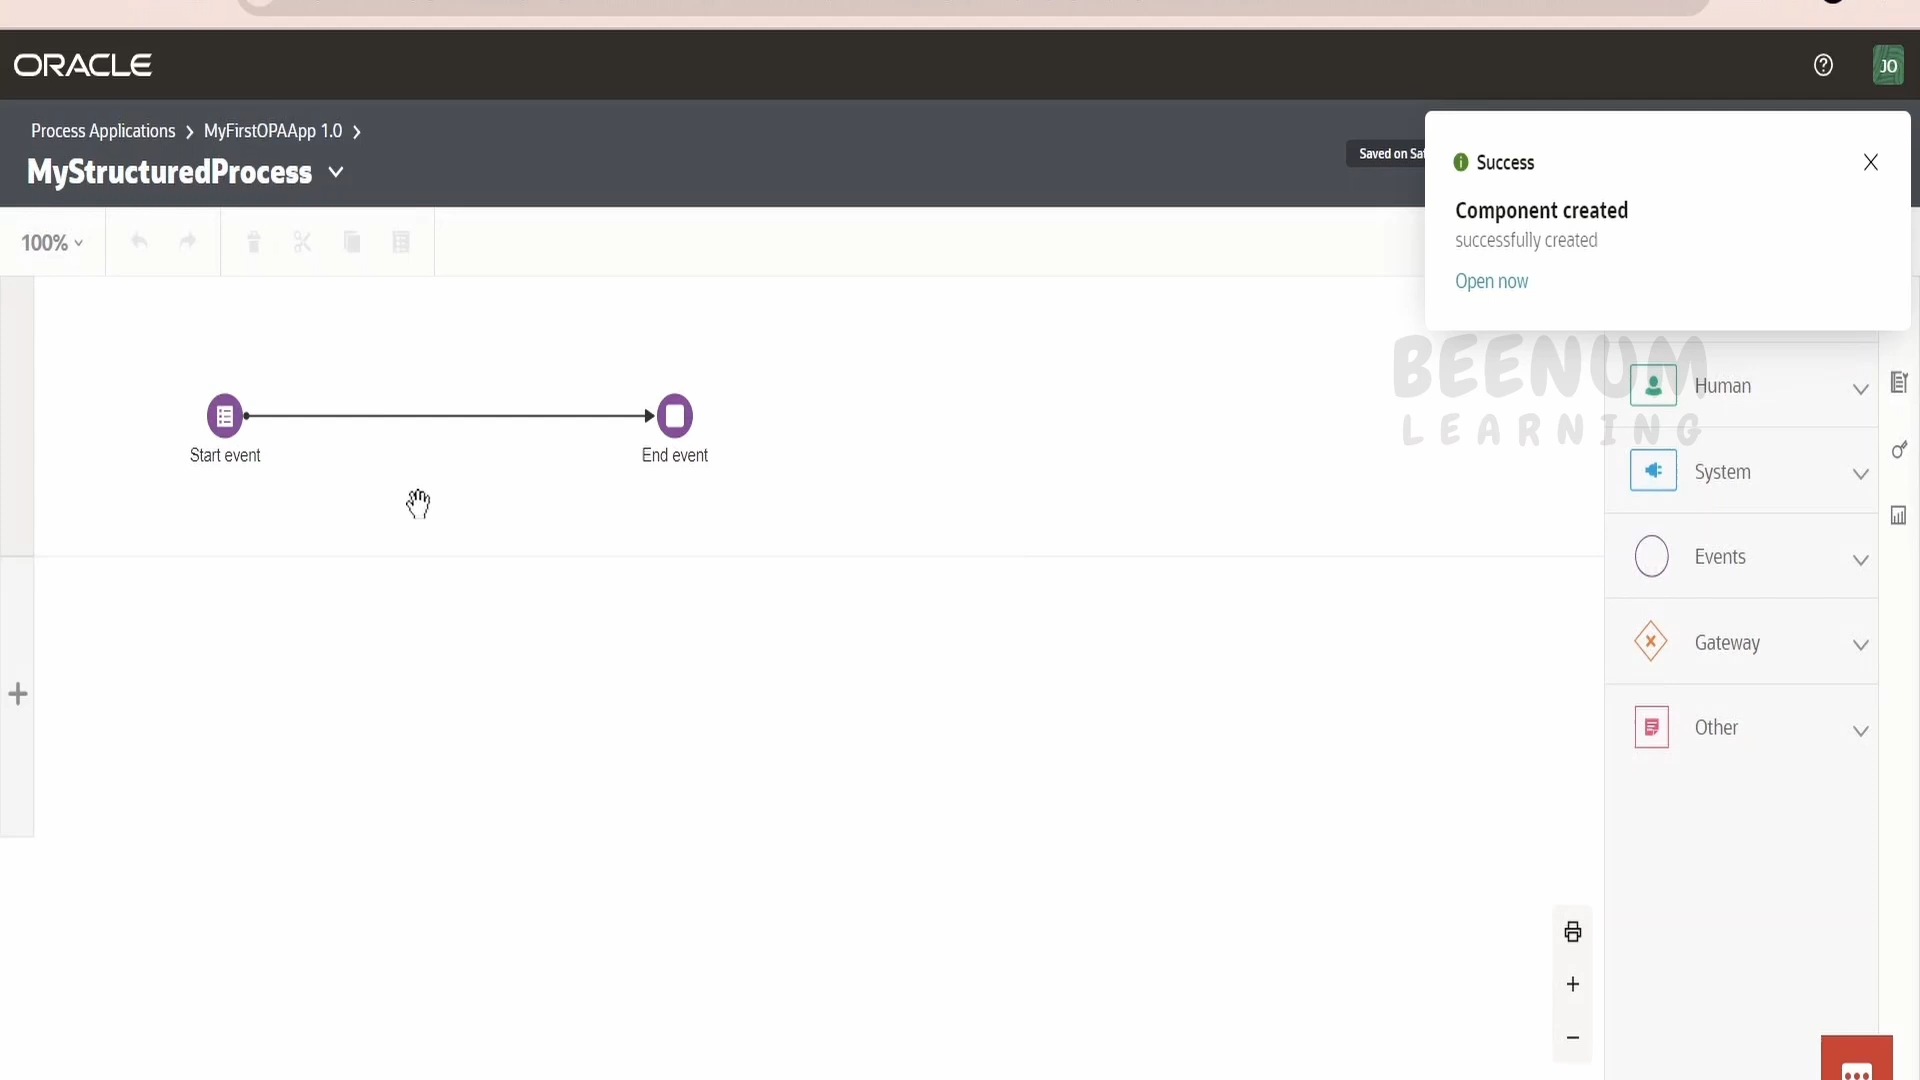 ORACLE
JO
Process Applications
MyFirstOPAApp 1.0
MyStructuredProcess
Saved on Sat
Success
Component created
successfully created
Open now
100%
BEENUM
LEARNING
Start event
End event
Human
System
Events
Gateway
Other